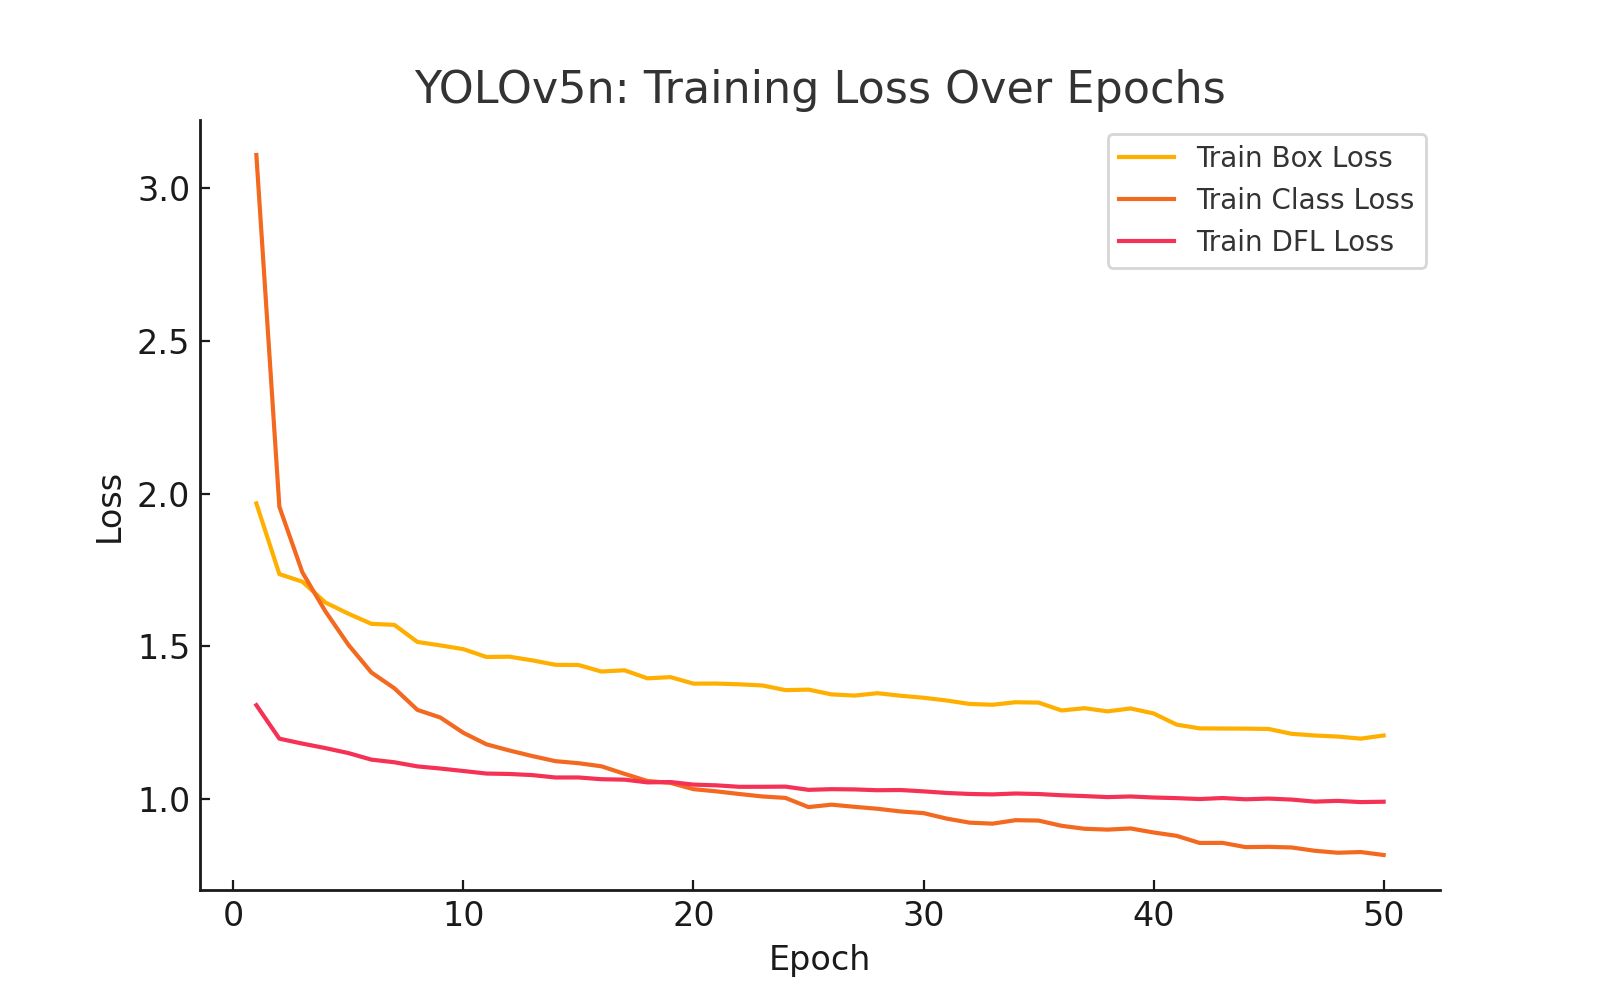 YOLOv5n: Training Loss Over Epochs
Train Box Loss
Train Class Loss
Train DFL Loss
3.0
2.5
2.0
1.5
1.0
Loss
0 10 20 30 40 50
Epoch